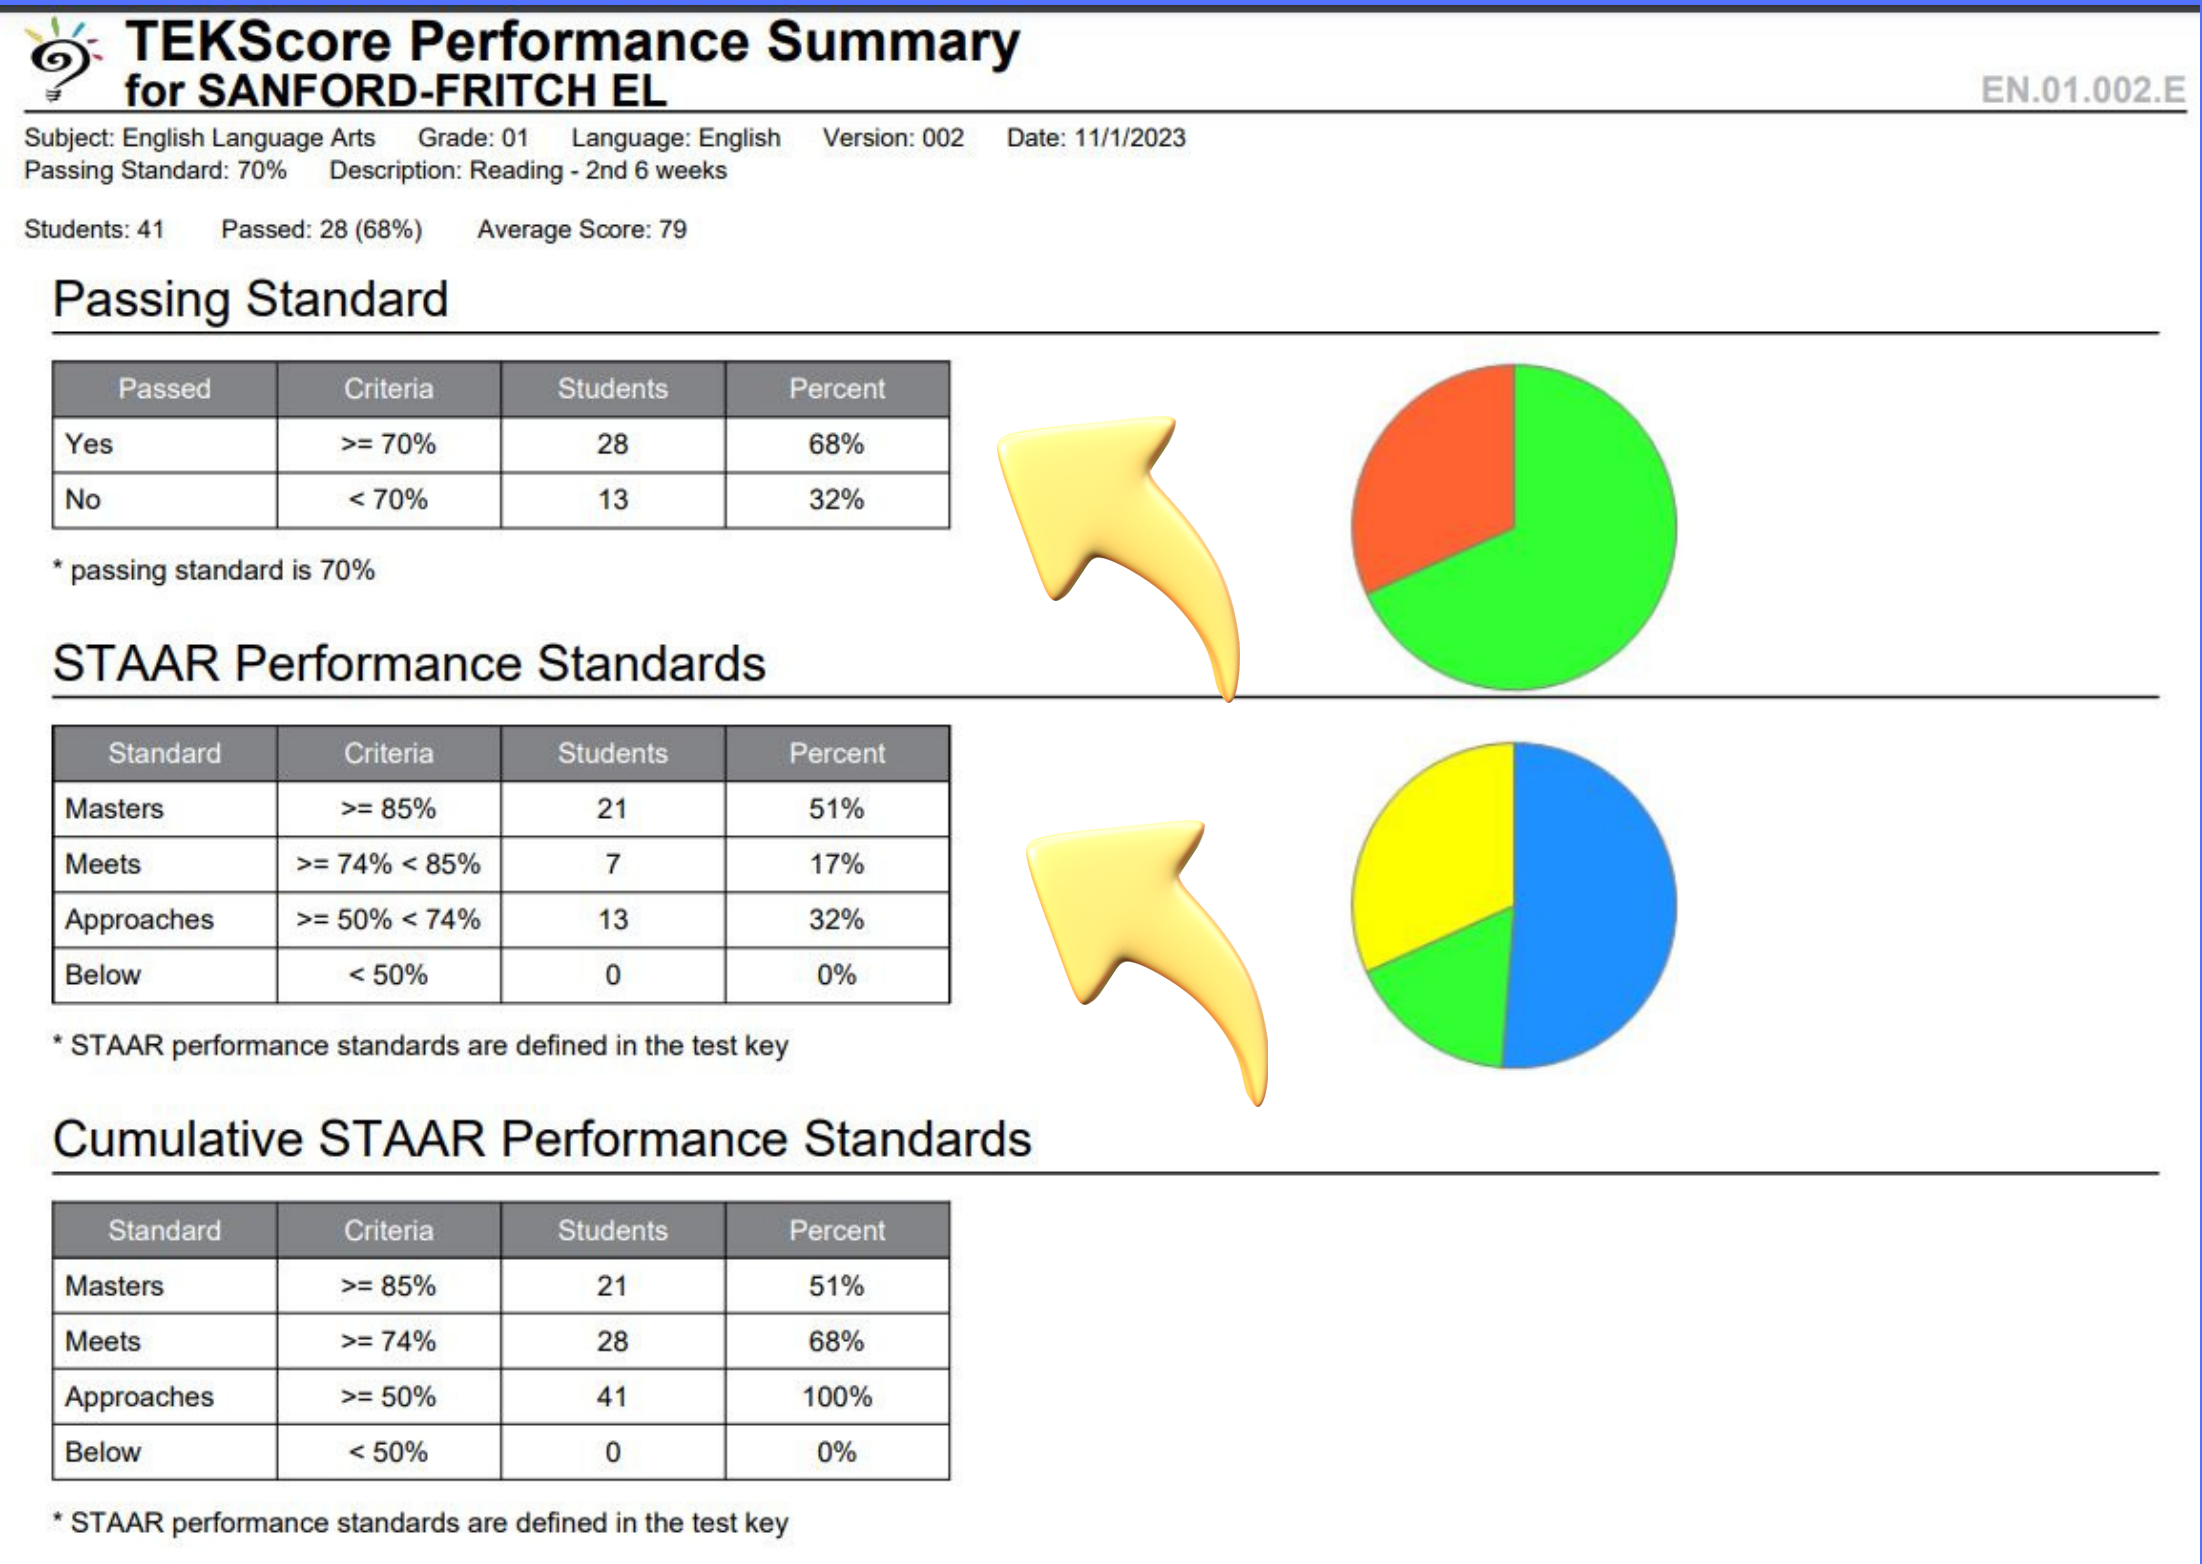 TEKScore Performance Summary
for SANFORD-FRITCH EL
EN.01.002.E
Subject: English Language Arts Grade: 01 Language: English Version: 002 Date: 11/1/2023
Passing Standard: 70% Description: Reading - 2nd 6 weeks
Students: 41 Passed: 28 (68%) Average Score: 79
Passing Standard
Passed Criteria Students Percent
Yes >= 70% 28 68%
No < 70% 13 32%
* passing standard is 70%
STAAR Performance Standards
Standard Criteria Students Percent
Masters >= 85% 21 51%
Meets >= 74% < 85% 7 17%
Approaches >= 50% < 74% 13 32%
Below < 50% 0 0%
* STAAR performance standards are defined in the test key
Cumulative STAAR Performance Standards
Standard Criteria Students Percent
Masters >= 85% 21 51%
Meets >= 74% 28 68%
Approaches >= 50% 41 100%
Below < 50% 0 0%
* STAAR performance standards are defined in the test key